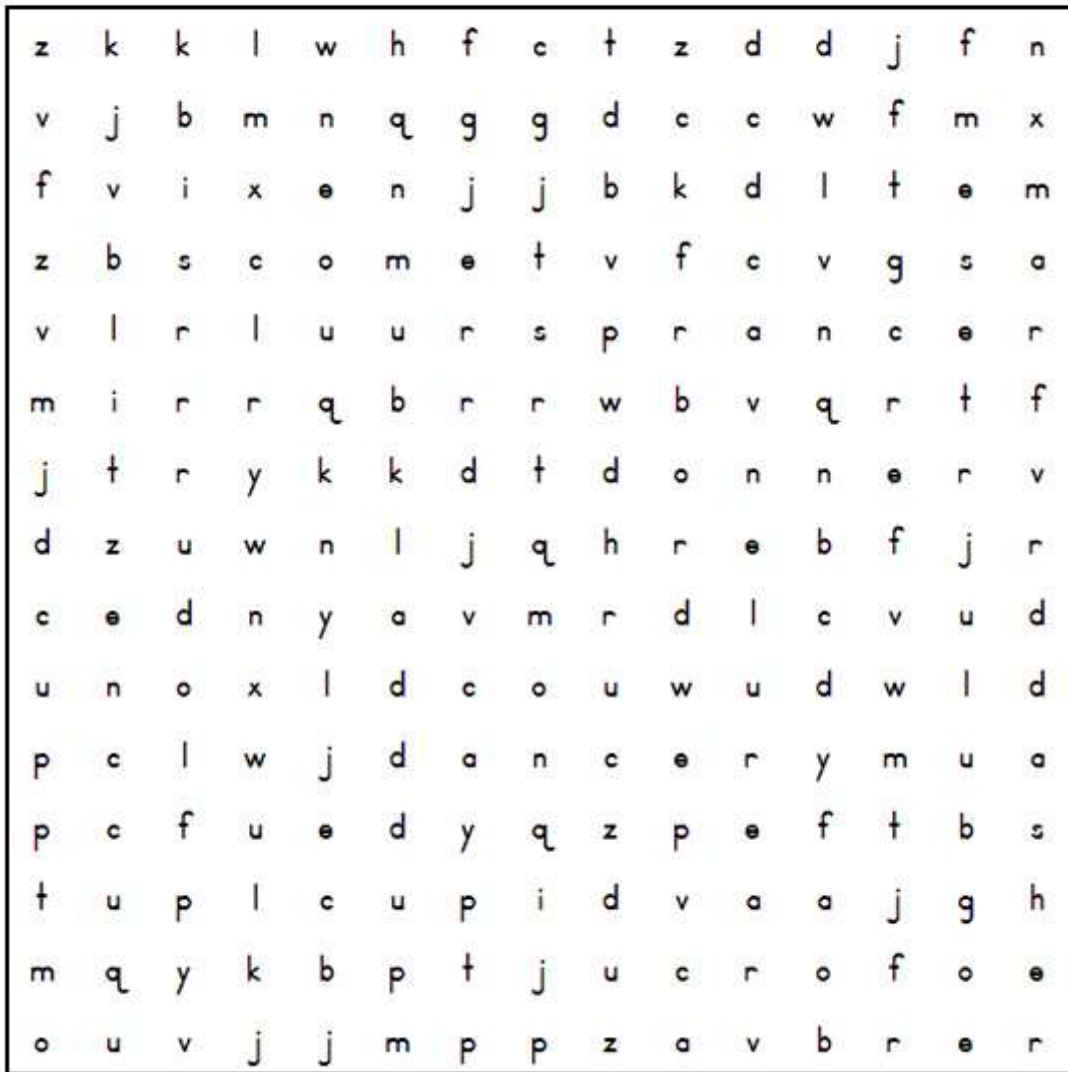 z k k l w h f c t z d d j f n
v j b m n q g g d c c w f m x
f v i x e n j j b k d l t e m
z b s c o m e t v f c v g s a
v l r l u u r s p r a n c e r
m i r r q b r r w b v q r t f
j t r y k k d t d o n n e r v
d z u w n l j q h r e b f j r
c e d n y a v m r d l c v u d
u n o x l d c o u w u d w l d
p c l w j d a n c e r y m u a
p c f u e d y q z p e f t b s
t u p l c u p i d v a a j g h
m q y k b p t j u c r o f o e
o u v j j m p p z a v b r e r